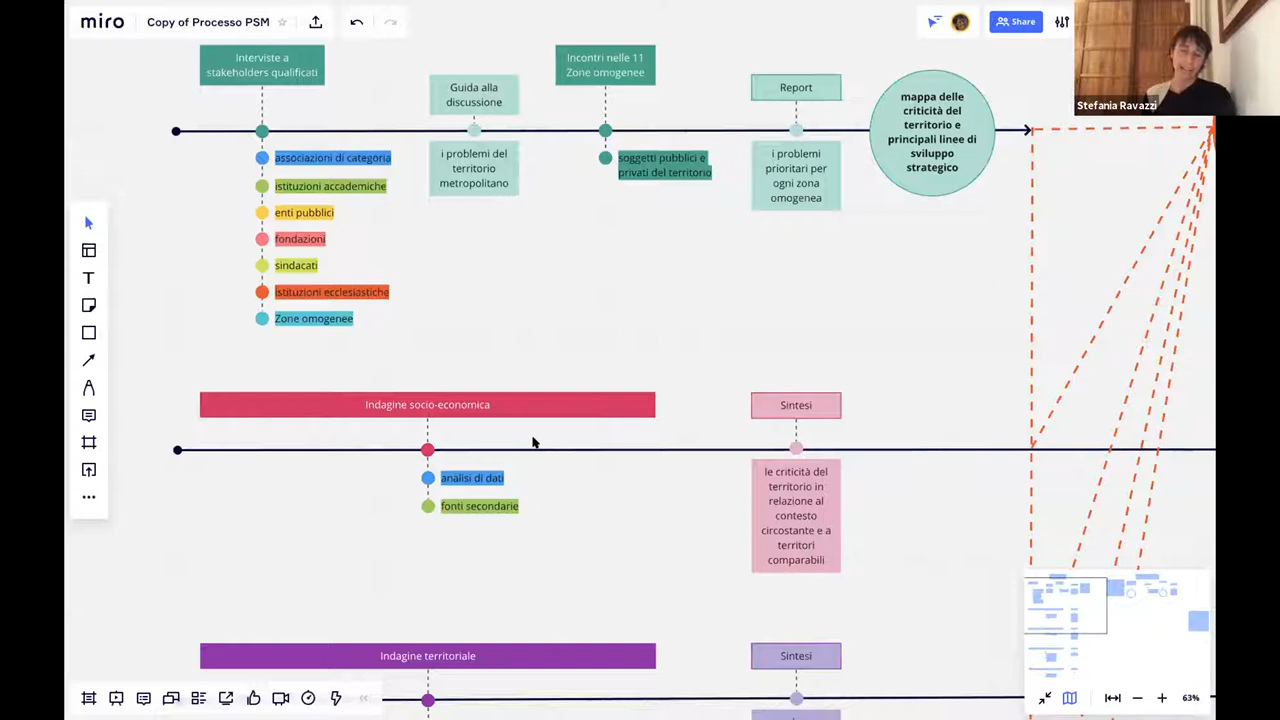 miro
Copy of Processo PSM
Share
Stefania Ravazzi
Interviste a
stakeholders qualificati
Guida alla
discussione
Incontri nelle 11
Zone omogenee
Report
mappa delle
criticità del
territorio e
principali linee di
sviluppo
strategico
associazioni di categoria
istituzioni accademiche
enti pubblici
fondazioni
sindacati
istituzioni ecclesiastiche
Zone omogenee
i problemi del
territorio
metropolitano
soggetti pubblici e
privati del territorio
i problemi
prioritari per
ogni zona
omogenea
Indagine socio-economica
Sintesi
analisi di dati
fonti secondarie
le criticità del
territorio in
relazione al
contesto
circostante e a
territori
comparabili
Indagine territoriale
Sintesi
63%